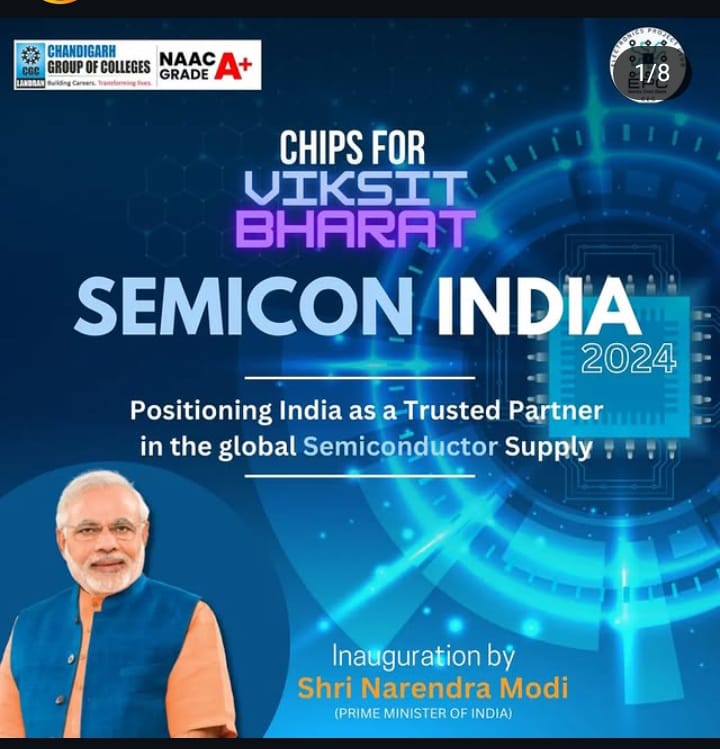 CGC
LANDRAN
CHANDIGARH
GROUP OF COLLEGES
Building Careers. Transforming lives.
NAAC
GRADE A+
1/8
CHIPS FOR
VIKSIT
BHARAT
SEMICON INDIA
2024
Positioning India as a Trusted Partner
in the global Semiconductor Supply
Inauguration by
Shri Narendra Modi
(PRIME MINISTER OF INDIA)